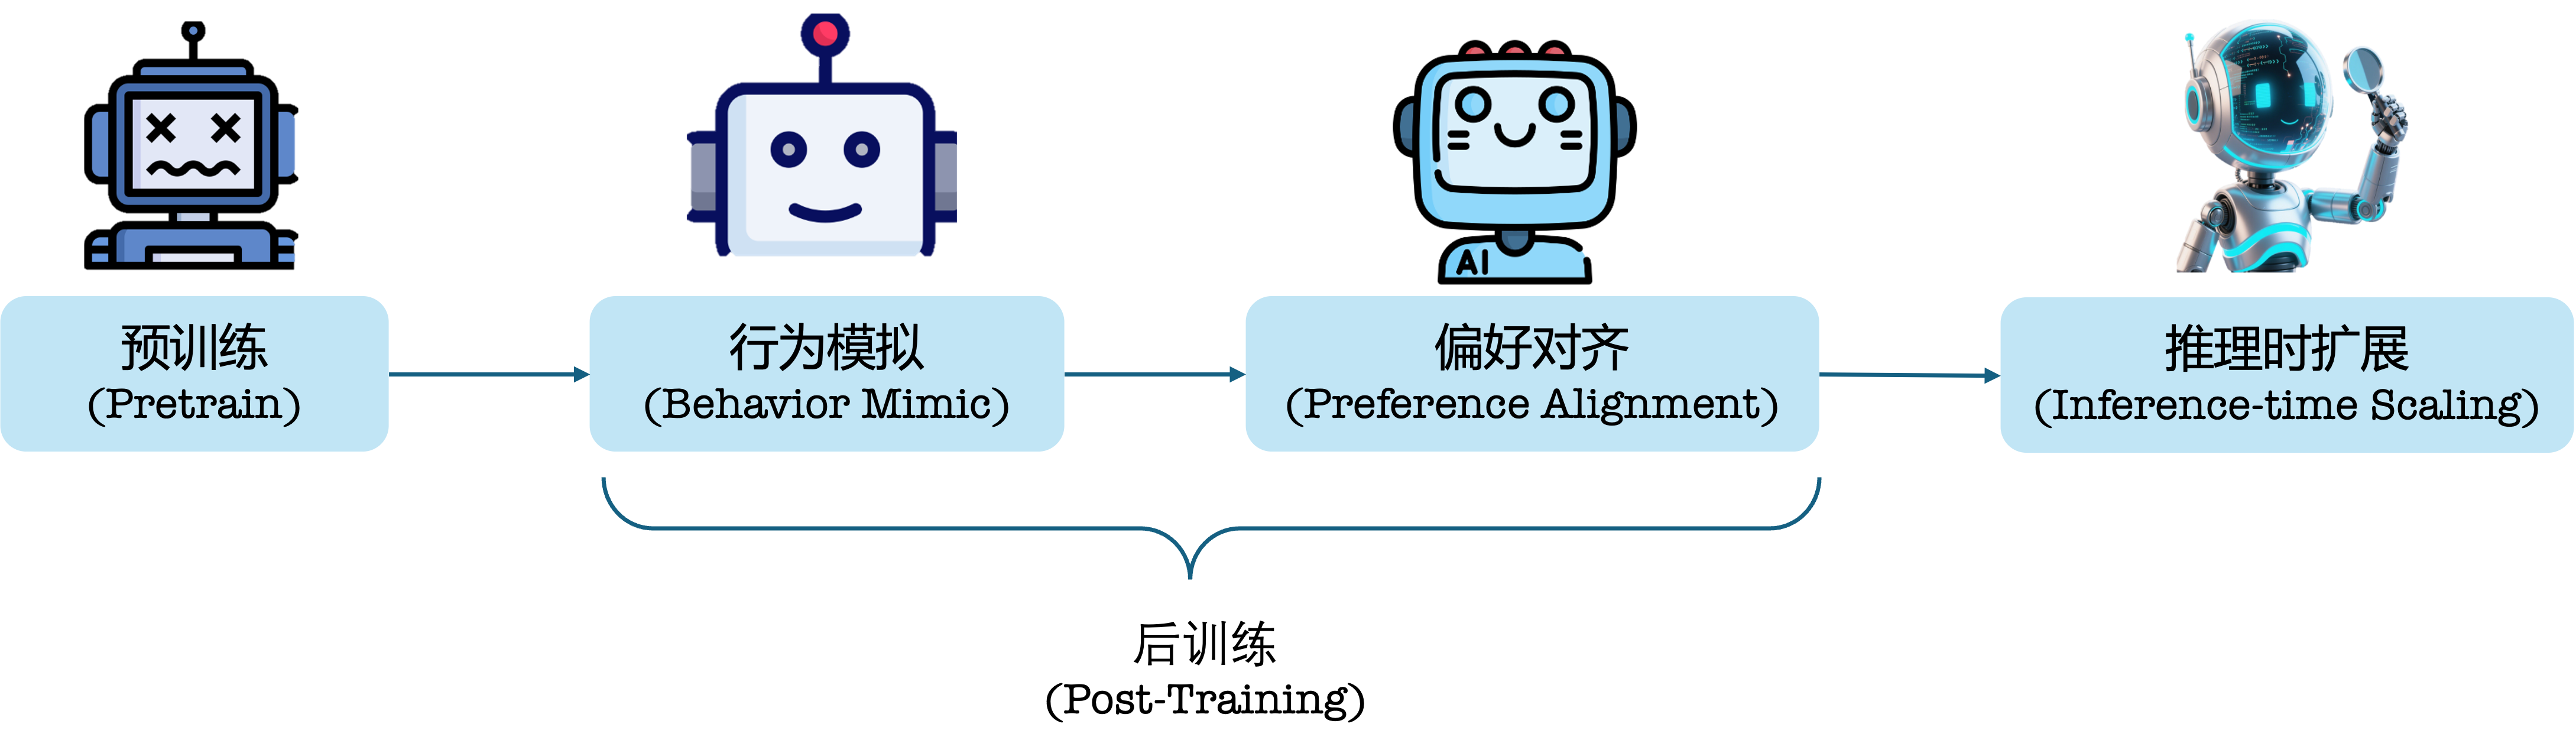 AI
预训练
(Pretrain)
行为模拟
(Behavior Mimic)
偏好对齐
(Preference Alignment)
推理时扩展
(Inference-time Scaling)
后训练
(Post-Training)